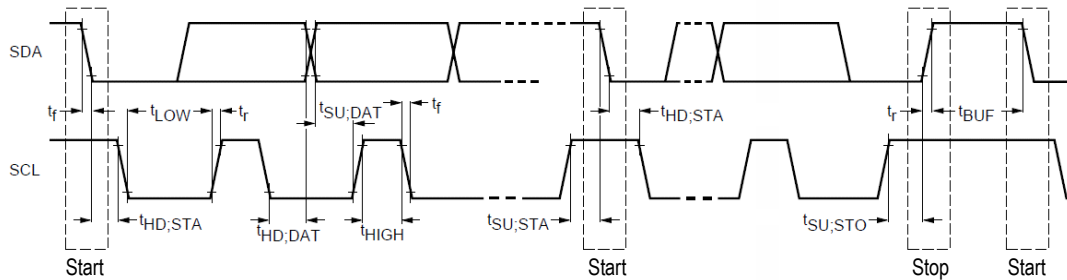 SDA
t_f t_LOW t_r t_SU;DAT t_f t_HD;STA t_r t_BUF
SCL
t_HD;STA t_HD;DAT t_HIGH t_SU;STA t_SU;STO
Start Start Stop Start